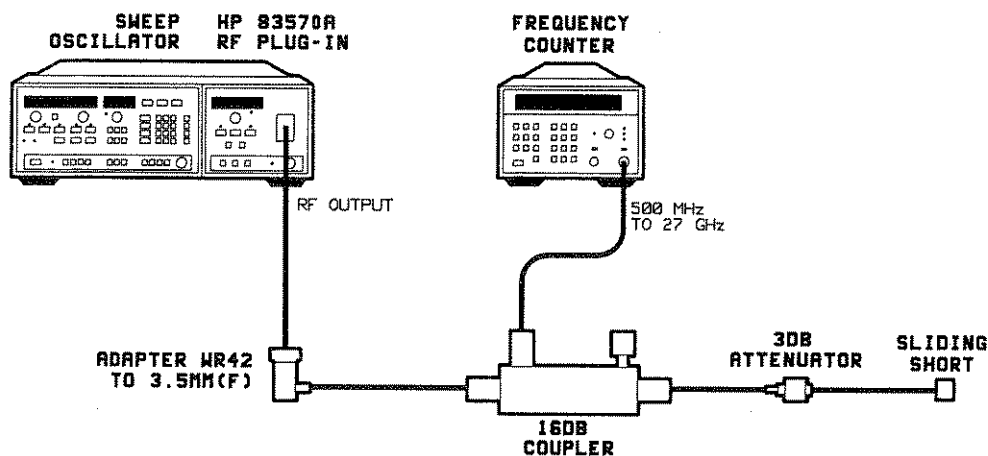 SWEEP OSCILLATOR
HP 83570A RF PLUG-IN
FREQUENCY COUNTER
RF OUTPUT
500 MHz
TO 27 GHz
ADAPTER WR42
TO 3.5MM(F)
3DB
ATTENUATOR
SLIDING
SHORT
16DB
COUPLER